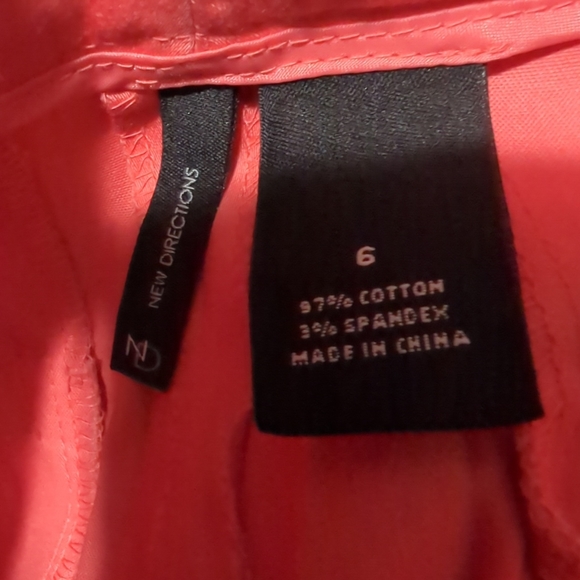 ND
NEW DIRECTIONS
6
97% COTTON
3% SPANDEX
MADE IN CHINA